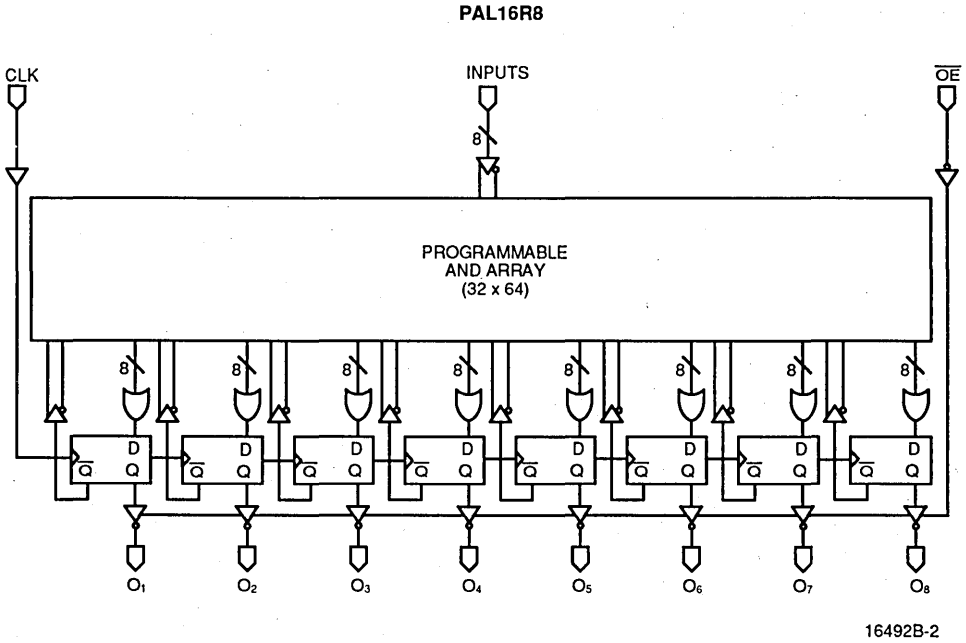 PAL16R8
CLK
INPUTS
OE
8
PROGRAMMABLE
AND ARRAY
(32 x 64)
8 8 8 8 8 8 8 8
D D D D D D D D
Q Q Q Q Q Q Q Q Q Q Q Q Q Q Q Q
O1 O2 O3 O4 O5 O6 O7 O8
16492B-2